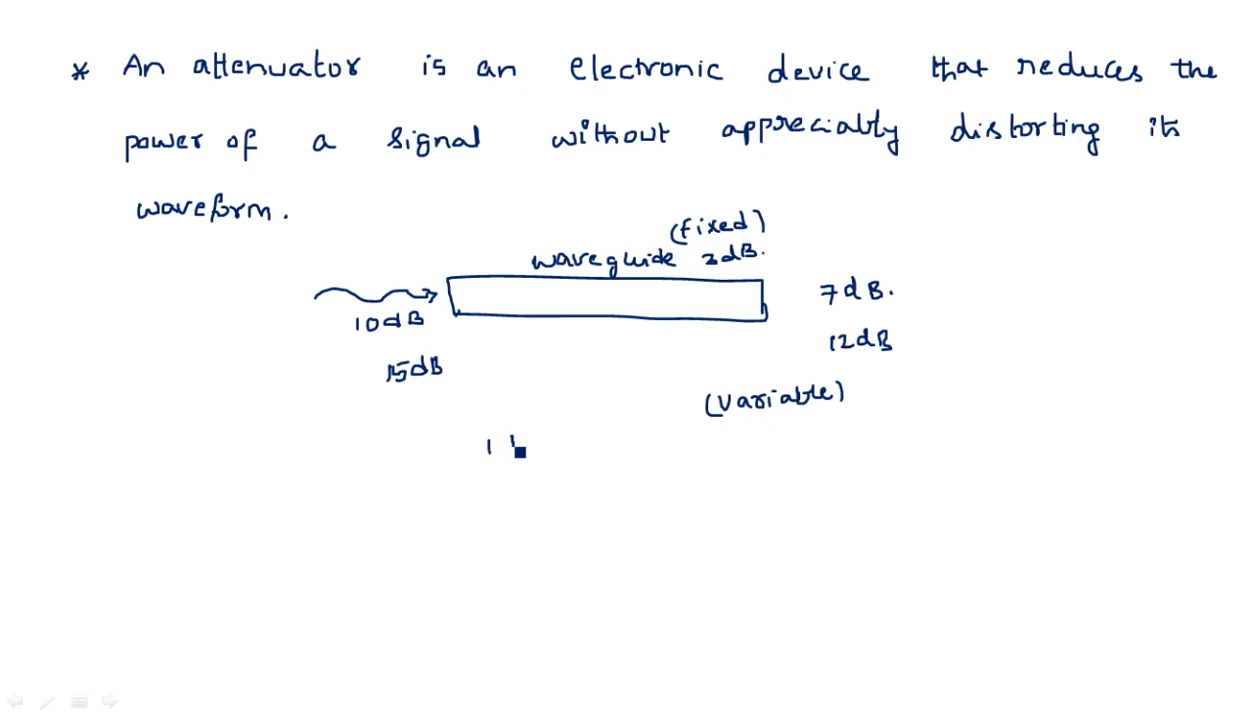 * An attenuator is an electronic device that reduces the
power of a signal without appreciably distorting its
waveform.
(fixed)
waveguide 3dB.
10dB
7dB.
15dB
12dB
(variable)
1